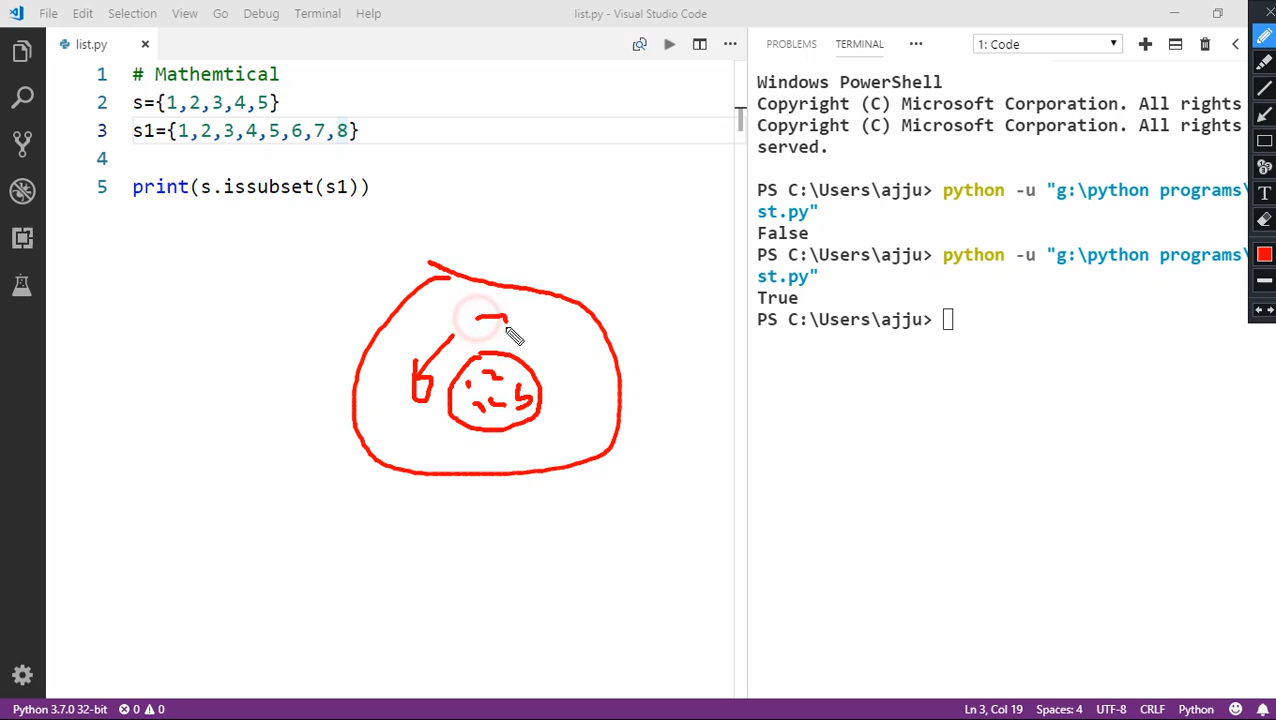 File Edit Selection View Go Debug Terminal Help list.py - Visual Studio Code
list.py PROBLEMS TERMINAL 1: Code
1 # Mathemtical
2 s={1,2,3,4,5}
3 s1={1,2,3,4,5,6,7,8}
4
5 print(s.issubset(s1))
Windows PowerShell
Copyright (C) Microsoft Corporation. All rights
Copyright (C) Microsoft Corporation. All rights
served.
PS C:\Users\ajju> python -u "g:\python programs\
st.py"
False
PS C:\Users\ajju> python -u "g:\python programs\
st.py"
True
PS C:\Users\ajju>
T
Python 3.7.0 32-bit 0 0 Ln 3, Col 19 Spaces: 4 UTF-8 CRLF Python